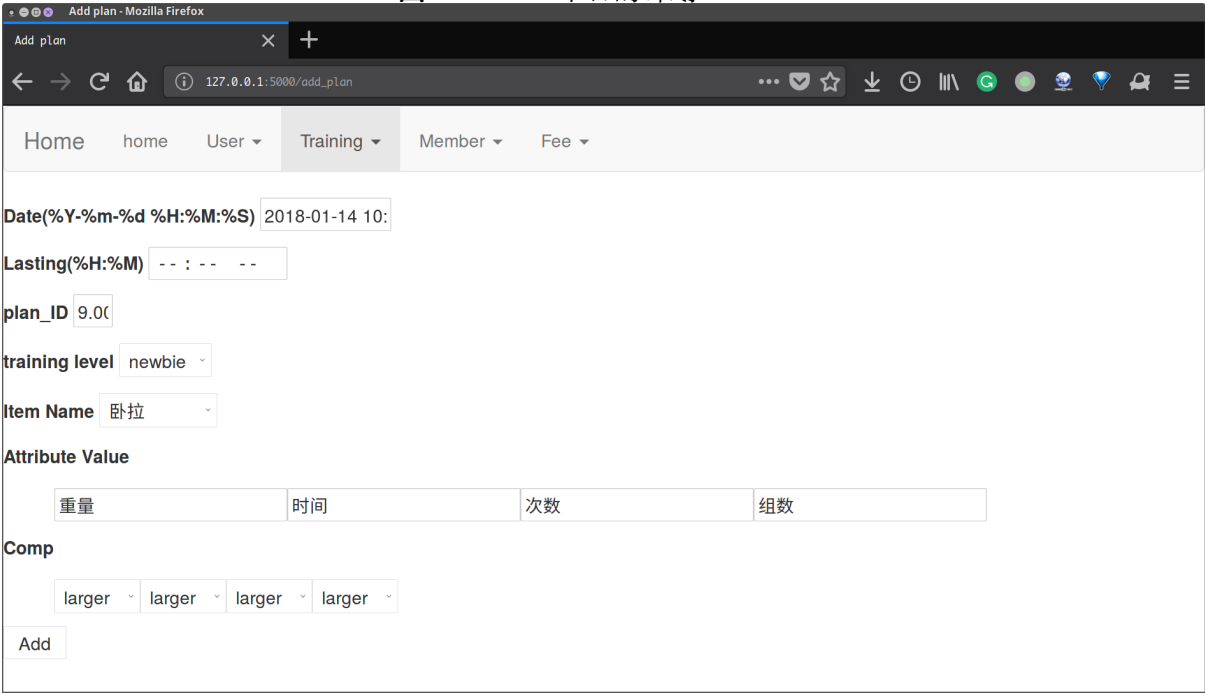 Add plan - Mozilla Firefox
Add plan
127.0.0.1:5000/add_plan
Home home User Training Member Fee
Date(%Y-%m-%d %H:%M:%S) 2018-01-14 10:
Lasting(%H:%M) --:-- --
plan_ID 9.00
training level newbie
Item Name 卧拉
Attribute Value
重量 时间 次数 组数
Comp
larger larger larger larger
Add